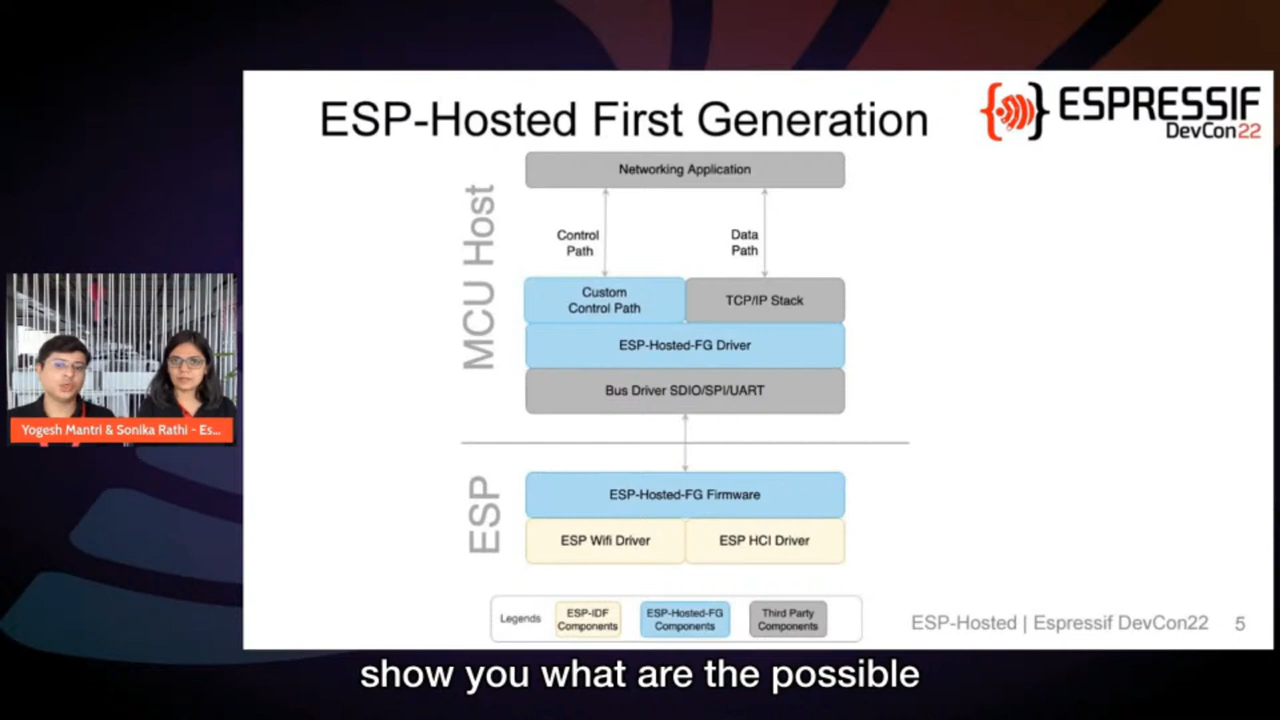 ESP-Hosted First Generation
ESPRESSIF
DevCon22
MCU Host
Networking Application
Control
Path
Data
Path
Custom
Control Path
TCP/IP Stack
ESP-Hosted-FG Driver
Bus Driver SDIO/SPI/UART
ESP
ESP-Hosted-FG Firmware
ESP Wifi Driver
ESP HCI Driver
Legends
ESP-IDF
Components
ESP-Hosted-FG
Components
Third Party
Components
ESP-Hosted | Espressif DevCon22
5
Yogesh Mantri & Sonika Rathi - Es...
show you what are the possible